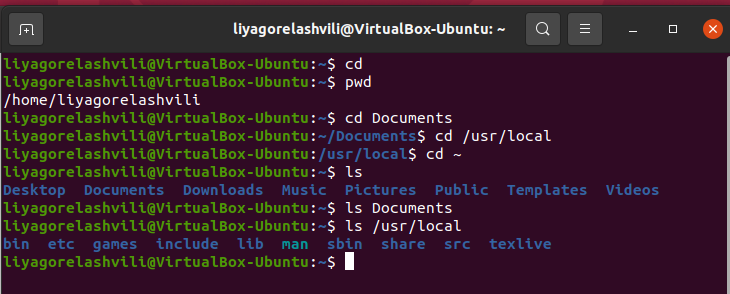 liyagorelashvili@VirtualBox-Ubuntu: ~
liyagorelashvili@VirtualBox-Ubuntu:~$ cd
liyagorelashvili@VirtualBox-Ubuntu:~$ pwd
/home/liyagorelashvili
liyagorelashvili@VirtualBox-Ubuntu:~$ cd Documents
liyagorelashvili@VirtualBox-Ubuntu:~/Documents$ cd /usr/local
liyagorelashvili@VirtualBox-Ubuntu:/usr/local$ cd ~
liyagorelashvili@VirtualBox-Ubuntu:~$ ls
Desktop  Documents  Downloads  Music  Pictures  Public  Templates  Videos
liyagorelashvili@VirtualBox-Ubuntu:~$ ls Documents
liyagorelashvili@VirtualBox-Ubuntu:~$ ls /usr/local
bin  etc  games  include  lib  man  sbin  share  src  texlive
liyagorelashvili@VirtualBox-Ubuntu:~$